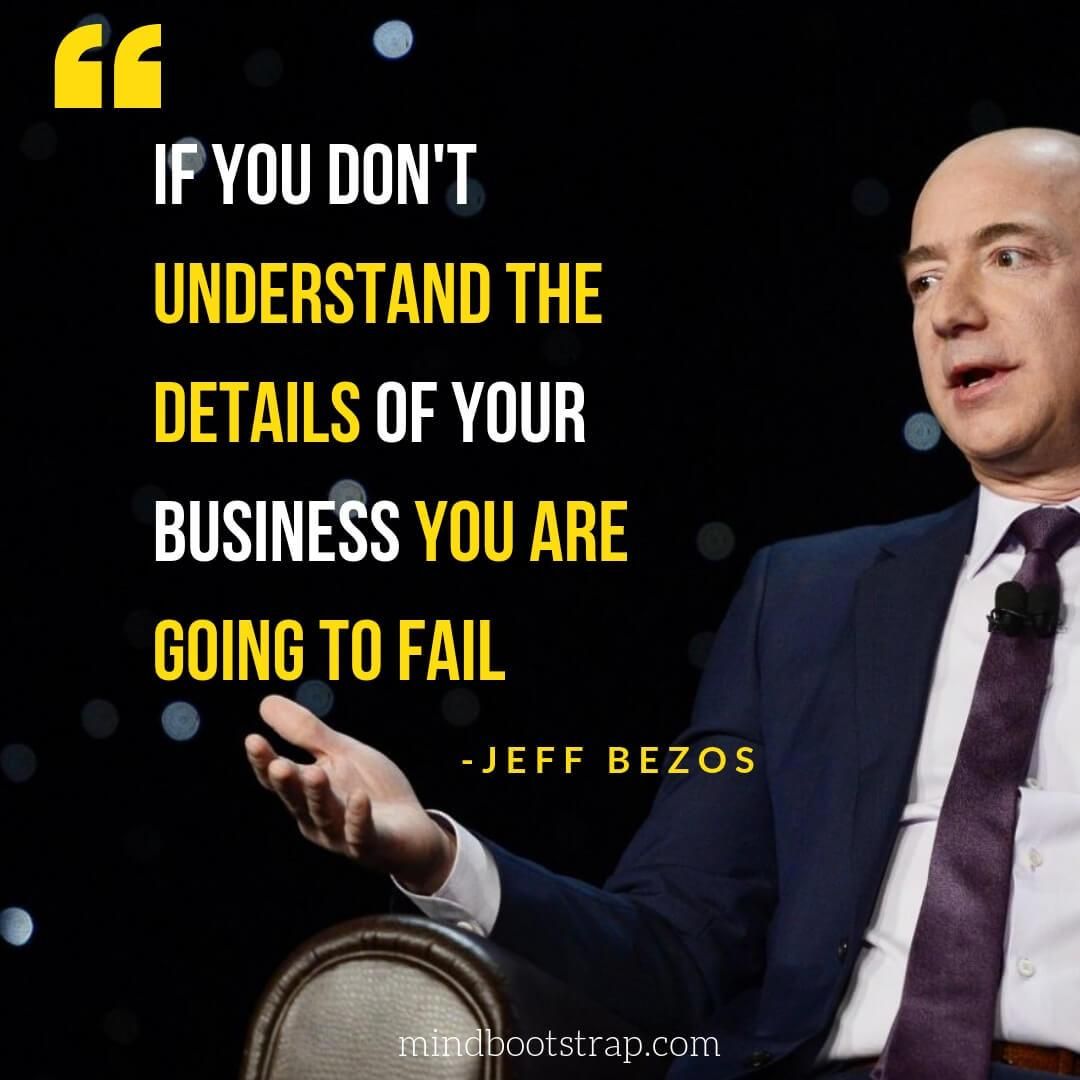 “
IF YOU DON'T
UNDERSTAND THE
DETAILS OF YOUR
BUSINESS YOU ARE
GOING TO FAIL
-JEFF BEZOS
mindbootstrap.com